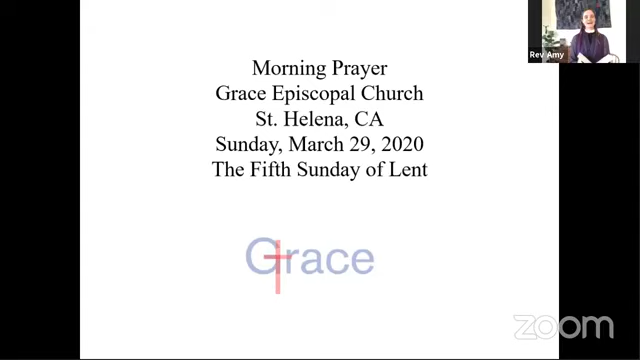 Morning Prayer
Grace Episcopal Church
St. Helena, CA
Sunday, March 29, 2020
The Fifth Sunday of Lent
Grace
Rev Amy
zoom